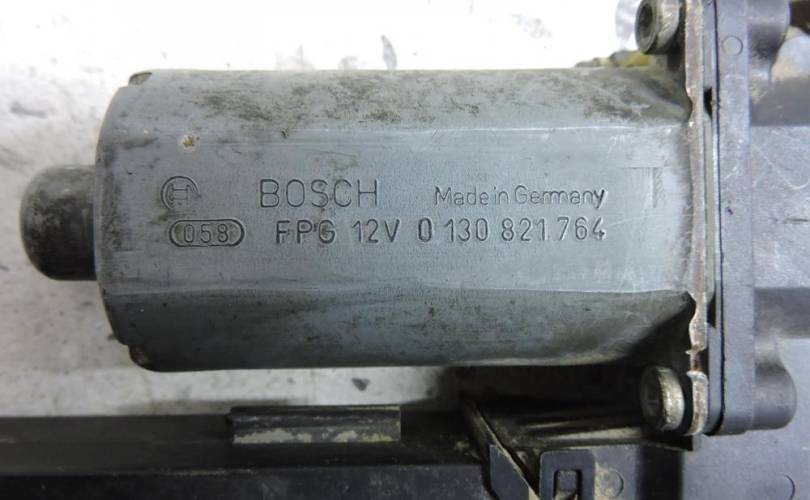 BOSCH Made in Germany
058 FPG 12V 0 130 821 764